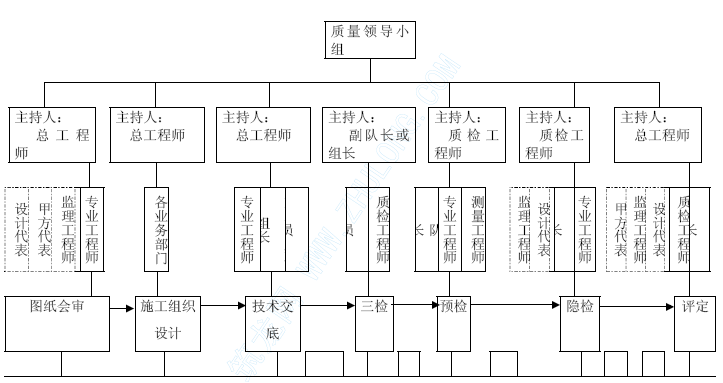 质量领导小
组
主持人：
总工程
师
主持人：
总工程师
主持人：
总工程师
主持人：
副队长或
组长
主持人：
质检工
程师
主持人：
质检工
程师
主持人：
总工程师
设计代表
甲方代表
监理工程师
专业工程师
各业务部门
专业工程师
组长
员
员
质检工程师
队
长
专业工程师
测量工程师
监理工程师
设计代表
长
专业工程师
甲方代表
监理工程师
设计代表
质检工程师
长
图纸会审
施工组织
设计
技术交
底
三检
预检
隐检
评定